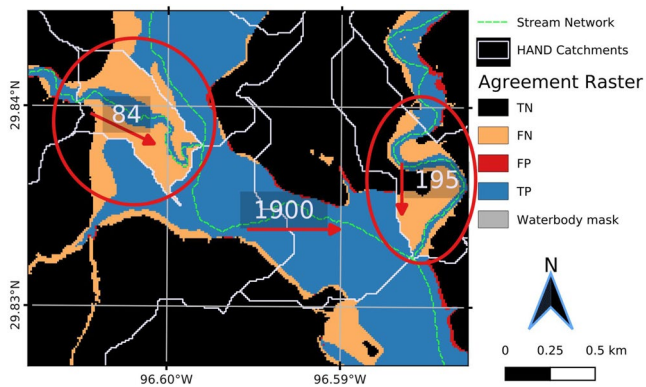 Stream Network
HAND Catchments
Agreement Raster
TN
FN
FP
TP
Waterbody mask
N
0 0.25 0.5 km
84
195
1900
29.84°N
29.83°N
96.60°W 96.59°W